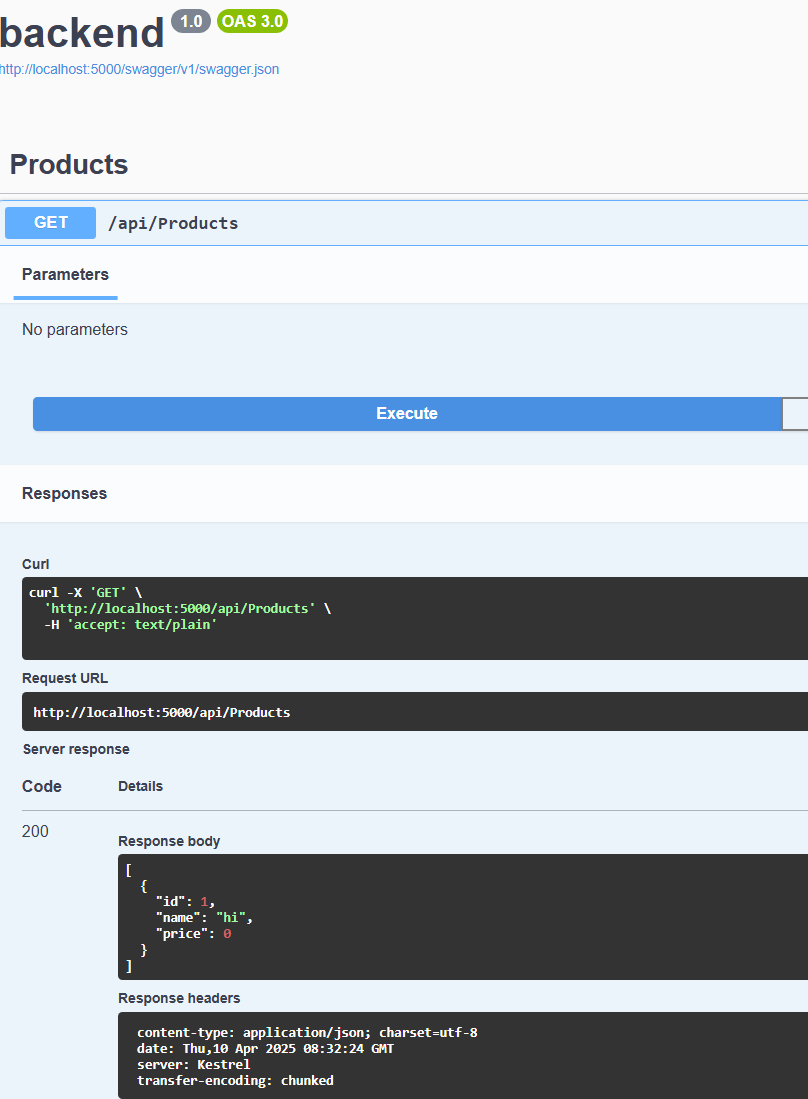 backend 1.0 OAS 3.0
http://localhost:5000/swagger/v1/swagger.json
Products
GET /api/Products
Parameters
No parameters
Execute
Responses
Curl
curl -X 'GET' \
  'http://localhost:5000/api/Products' \
  -H 'accept: text/plain'
Request URL
http://localhost:5000/api/Products
Server response
Code Details
200
Response body
[
  {
    "id": 1,
    "name": "hi",
    "price": 0
  }
]
Response headers
content-type: application/json; charset=utf-8
date: Thu,10 Apr 2025 08:32:24 GMT
server: Kestrel
transfer-encoding: chunked